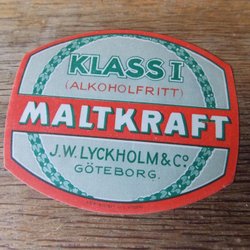 KLASS I
(ALKOHOLFRITT)
MALTKRAFT
J.W. LYCKHOLM & Cº.
GÖTEBORG.